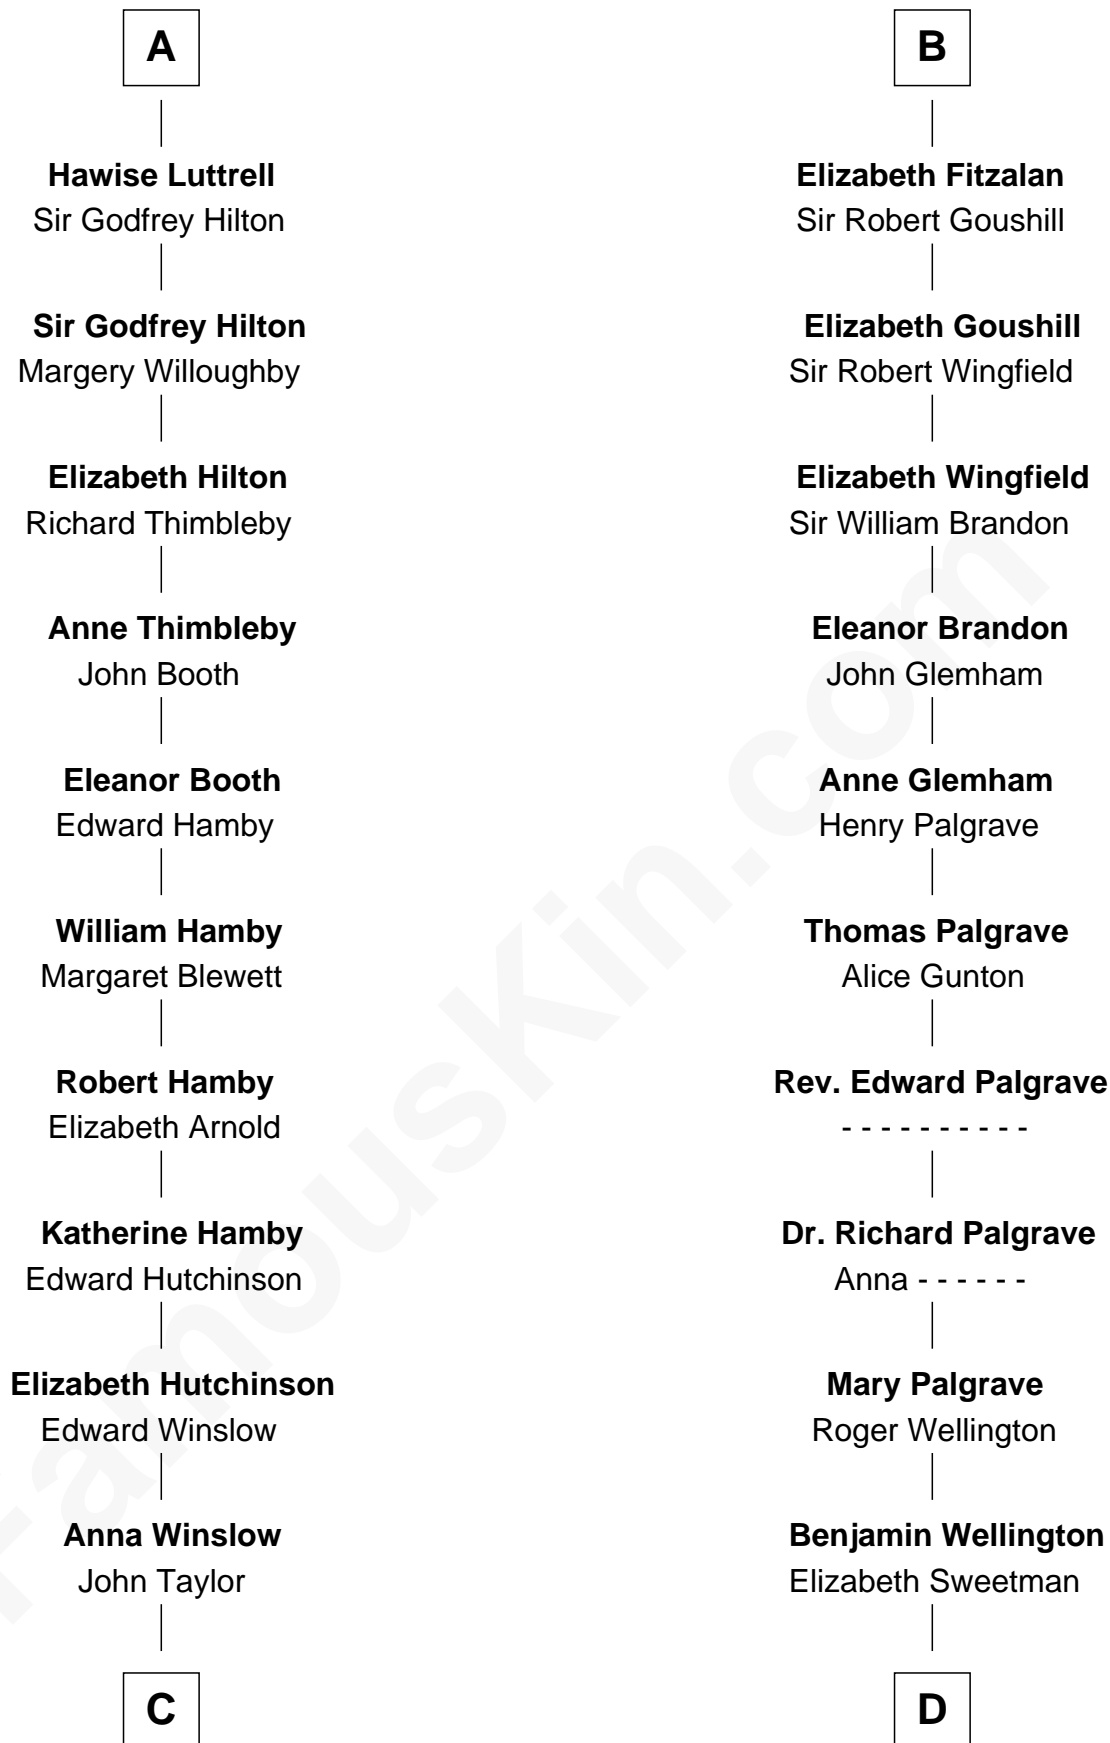 A
Hawise Luttrell
Sir Godfrey Hilton
Sir Godfrey Hilton
Margery Willoughby
Elizabeth Hilton
Richard Thimbleby
Anne Thimbleby
John Booth
Eleanor Booth
Edward Hamby
William Hamby
Margaret Blewett
Robert Hamby
Elizabeth Arnold
Katherine Hamby
Edward Hutchinson
Elizabeth Hutchinson
Edward Winslow
Anna Winslow
John Taylor
C
B
Elizabeth Fitzalan
Sir Robert Goushill
Elizabeth Goushill
Sir Robert Wingfield
Elizabeth Wingfield
Sir William Brandon
Eleanor Brandon
John Glemham
Anne Glemham
Henry Palgrave
Thomas Palgrave
Alice Gunton
Rev. Edward Palgrave
- - - - - - - - - -
Dr. Richard Palgrave
Anna - - - - - -
Mary Palgrave
Roger Wellington
Benjamin Wellington
Elizabeth Sweetman
D
FamousKin.com